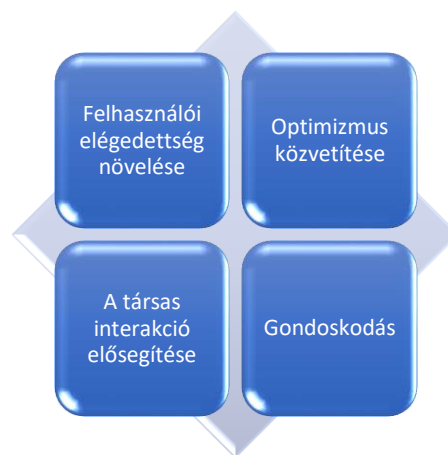 Felhasználói
elégedettség
növelése
Optimizmus
közvetítése
A társas
interakció
elősegítése
Gondoskodás